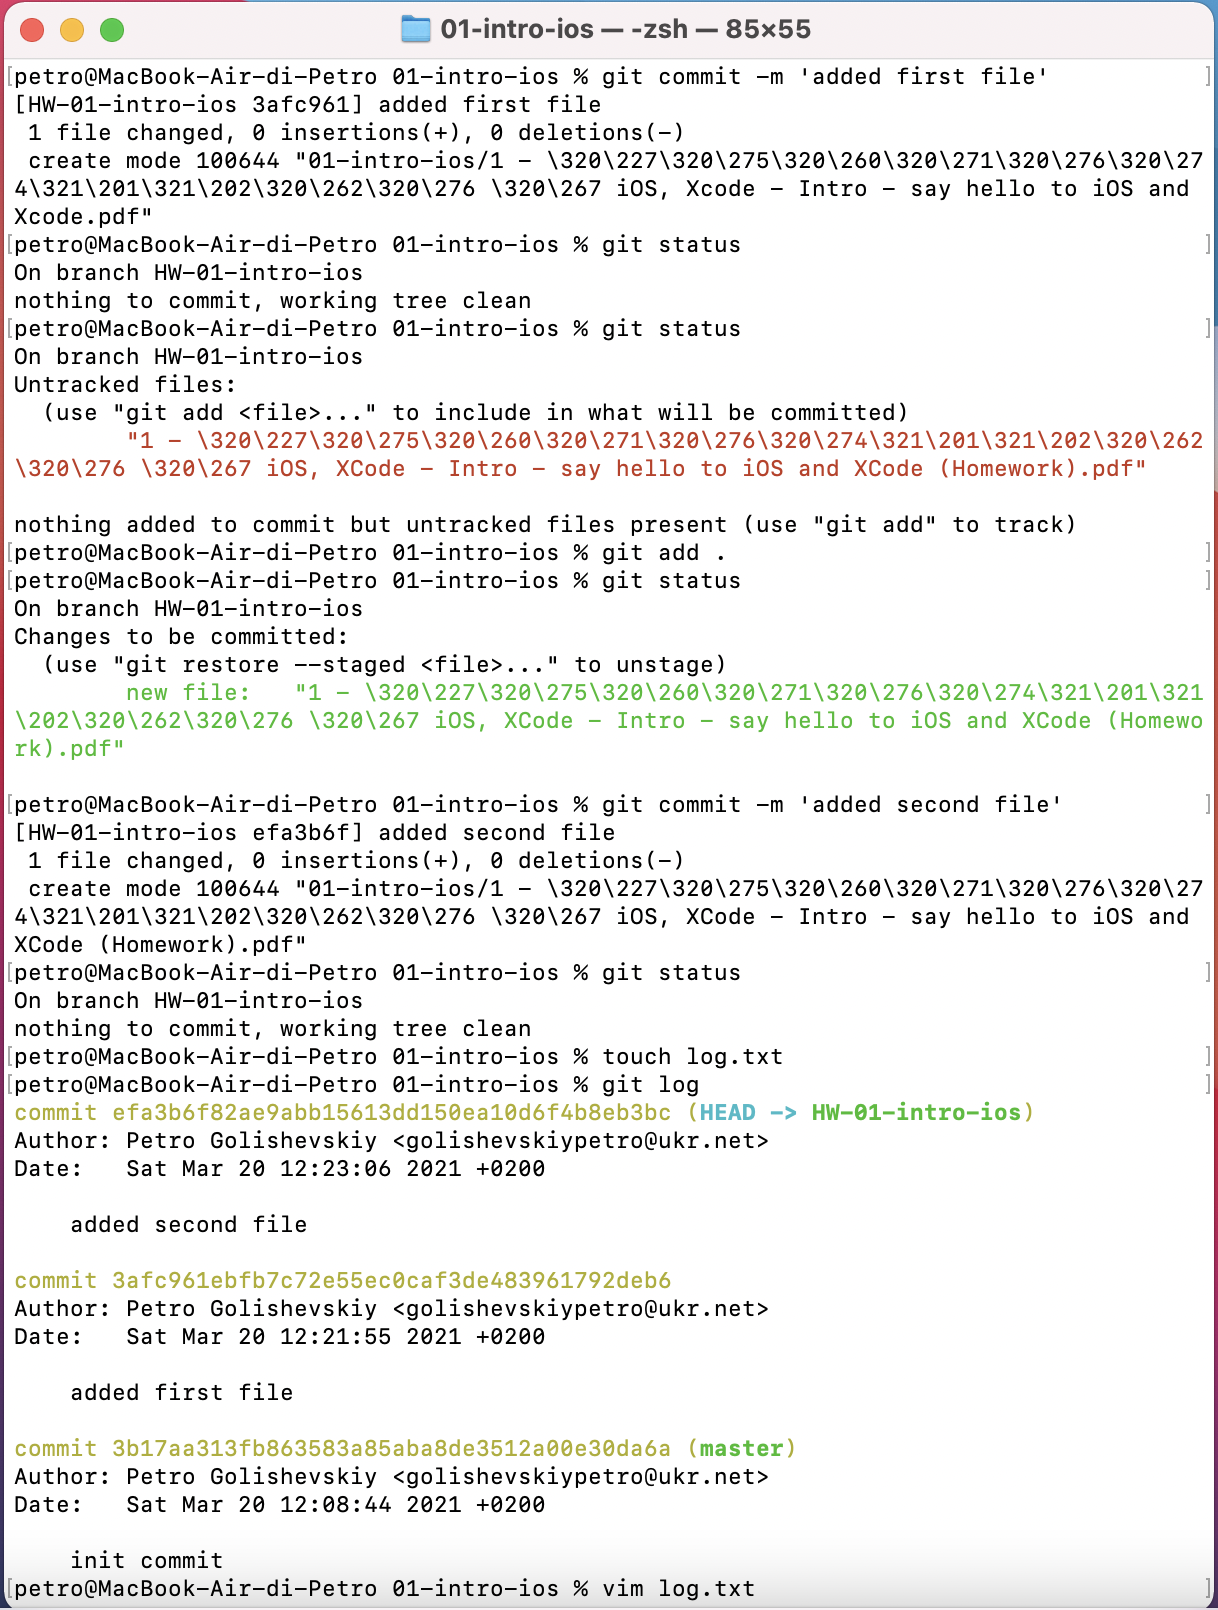 01-intro-ios — -zsh — 85×55
[petro@MacBook-Air-di-Petro 01-intro-ios % git commit -m 'added first file' ]
[HW-01-intro-ios 3afc961] added first file
 1 file changed, 0 insertions(+), 0 deletions(-)
 create mode 100644 "01-intro-ios/1 - \320\227\320\275\320\260\320\271\320\276\320\27
4\321\201\321\202\320\262\320\276 \320\267 iOS, Xcode - Intro - say hello to iOS and
Xcode.pdf"
[petro@MacBook-Air-di-Petro 01-intro-ios % git status ]
On branch HW-01-intro-ios
nothing to commit, working tree clean
[petro@MacBook-Air-di-Petro 01-intro-ios % git status ]
On branch HW-01-intro-ios
Untracked files:
  (use "git add <file>..." to include in what will be committed)
        "1 - \320\227\320\275\320\260\320\271\320\276\320\274\321\201\321\202\320\262
\320\276 \320\267 iOS, XCode - Intro - say hello to iOS and XCode (Homework).pdf"

nothing added to commit but untracked files present (use "git add" to track)
[petro@MacBook-Air-di-Petro 01-intro-ios % git add . ]
[petro@MacBook-Air-di-Petro 01-intro-ios % git status ]
On branch HW-01-intro-ios
Changes to be committed:
  (use "git restore --staged <file>..." to unstage)
        new file:   "1 - \320\227\320\275\320\260\320\271\320\276\320\274\321\201\321
\202\320\262\320\276 \320\267 iOS, XCode - Intro - say hello to iOS and XCode (Homewo
rk).pdf"

[petro@MacBook-Air-di-Petro 01-intro-ios % git commit -m 'added second file' ]
[HW-01-intro-ios efa3b6f] added second file
 1 file changed, 0 insertions(+), 0 deletions(-)
 create mode 100644 "01-intro-ios/1 - \320\227\320\275\320\260\320\271\320\276\320\27
4\321\201\321\202\320\262\320\276 \320\267 iOS, XCode - Intro - say hello to iOS and
XCode (Homework).pdf"
[petro@MacBook-Air-di-Petro 01-intro-ios % git status ]
On branch HW-01-intro-ios
nothing to commit, working tree clean
[petro@MacBook-Air-di-Petro 01-intro-ios % touch log.txt ]
[petro@MacBook-Air-di-Petro 01-intro-ios % git log ]
commit efa3b6f82ae9abb15613dd150ea10d6f4b8eb3bc (HEAD -> HW-01-intro-ios)
Author: Petro Golishevskiy <golishevskiypetro@ukr.net>
Date:   Sat Mar 20 12:23:06 2021 +0200

    added second file

commit 3afc961ebfb7c72e55ec0caf3de483961792deb6
Author: Petro Golishevskiy <golishevskiypetro@ukr.net>
Date:   Sat Mar 20 12:21:55 2021 +0200

    added first file

commit 3b17aa313fb863583a85aba8de3512a00e30da6a (master)
Author: Petro Golishevskiy <golishevskiypetro@ukr.net>
Date:   Sat Mar 20 12:08:44 2021 +0200

    init commit
[petro@MacBook-Air-di-Petro 01-intro-ios % vim log.txt ]